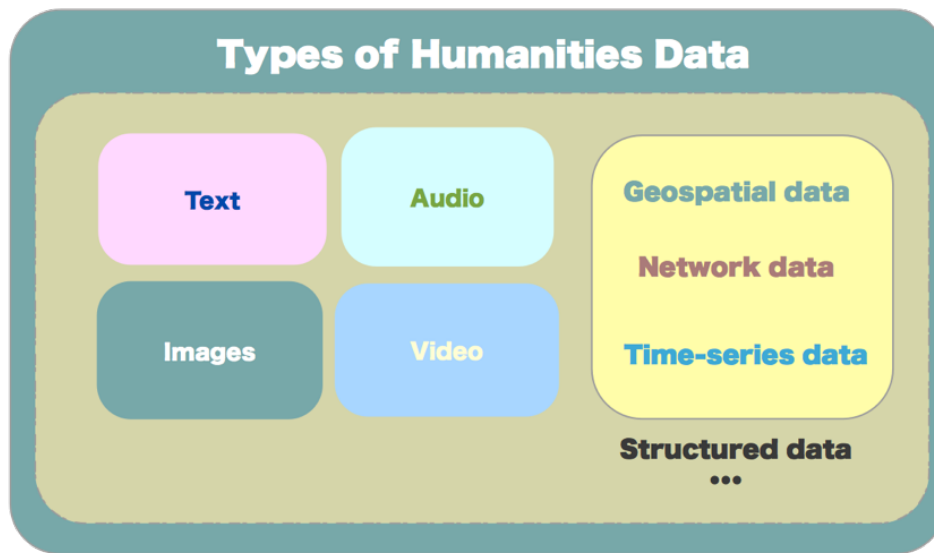 Types of Humanities Data
Text
Audio
Images
Video
Geospatial data
Network data
Time-series data
Structured data
•••